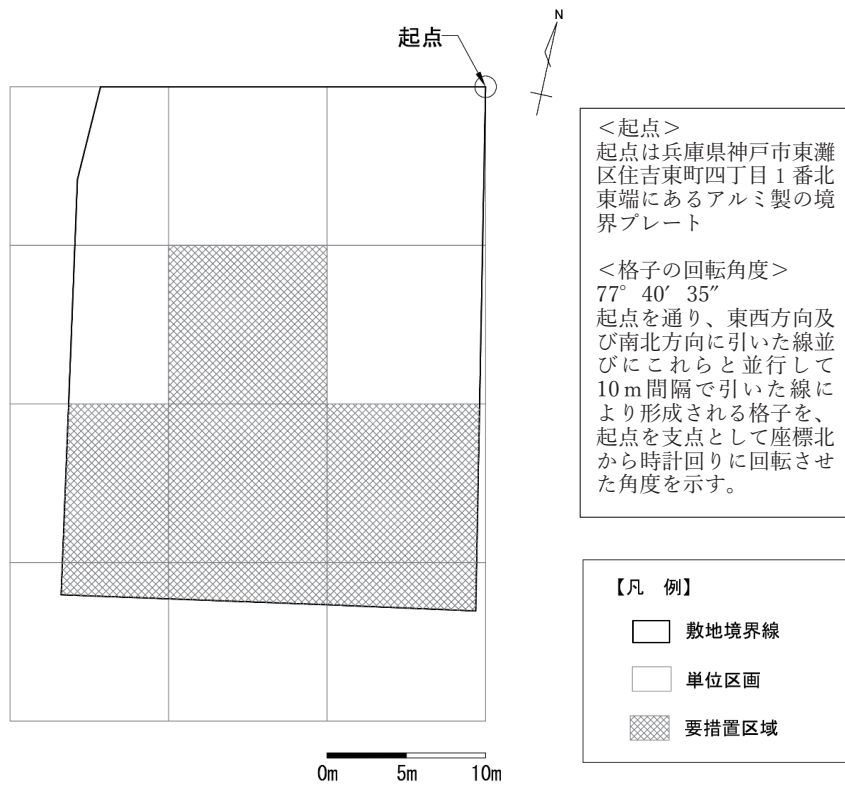 N
起点
＜起点＞
起点は兵庫県神戸市東灘
区住吉東町四丁目1番北
東端にあるアルミ製の境
界プレート
＜格子の回転角度＞
77°40′35″
起点を通り、東西方向及
び南北方向に引いた線並
びにこれらと並行して
10m間隔で引いた線に
より形成される格子を、
起点を支点として座標北
から時計回りに回転させ
た角度を示す。
【凡 例】
敷地境界線
単位区画
要措置区域
0m 5m 10m